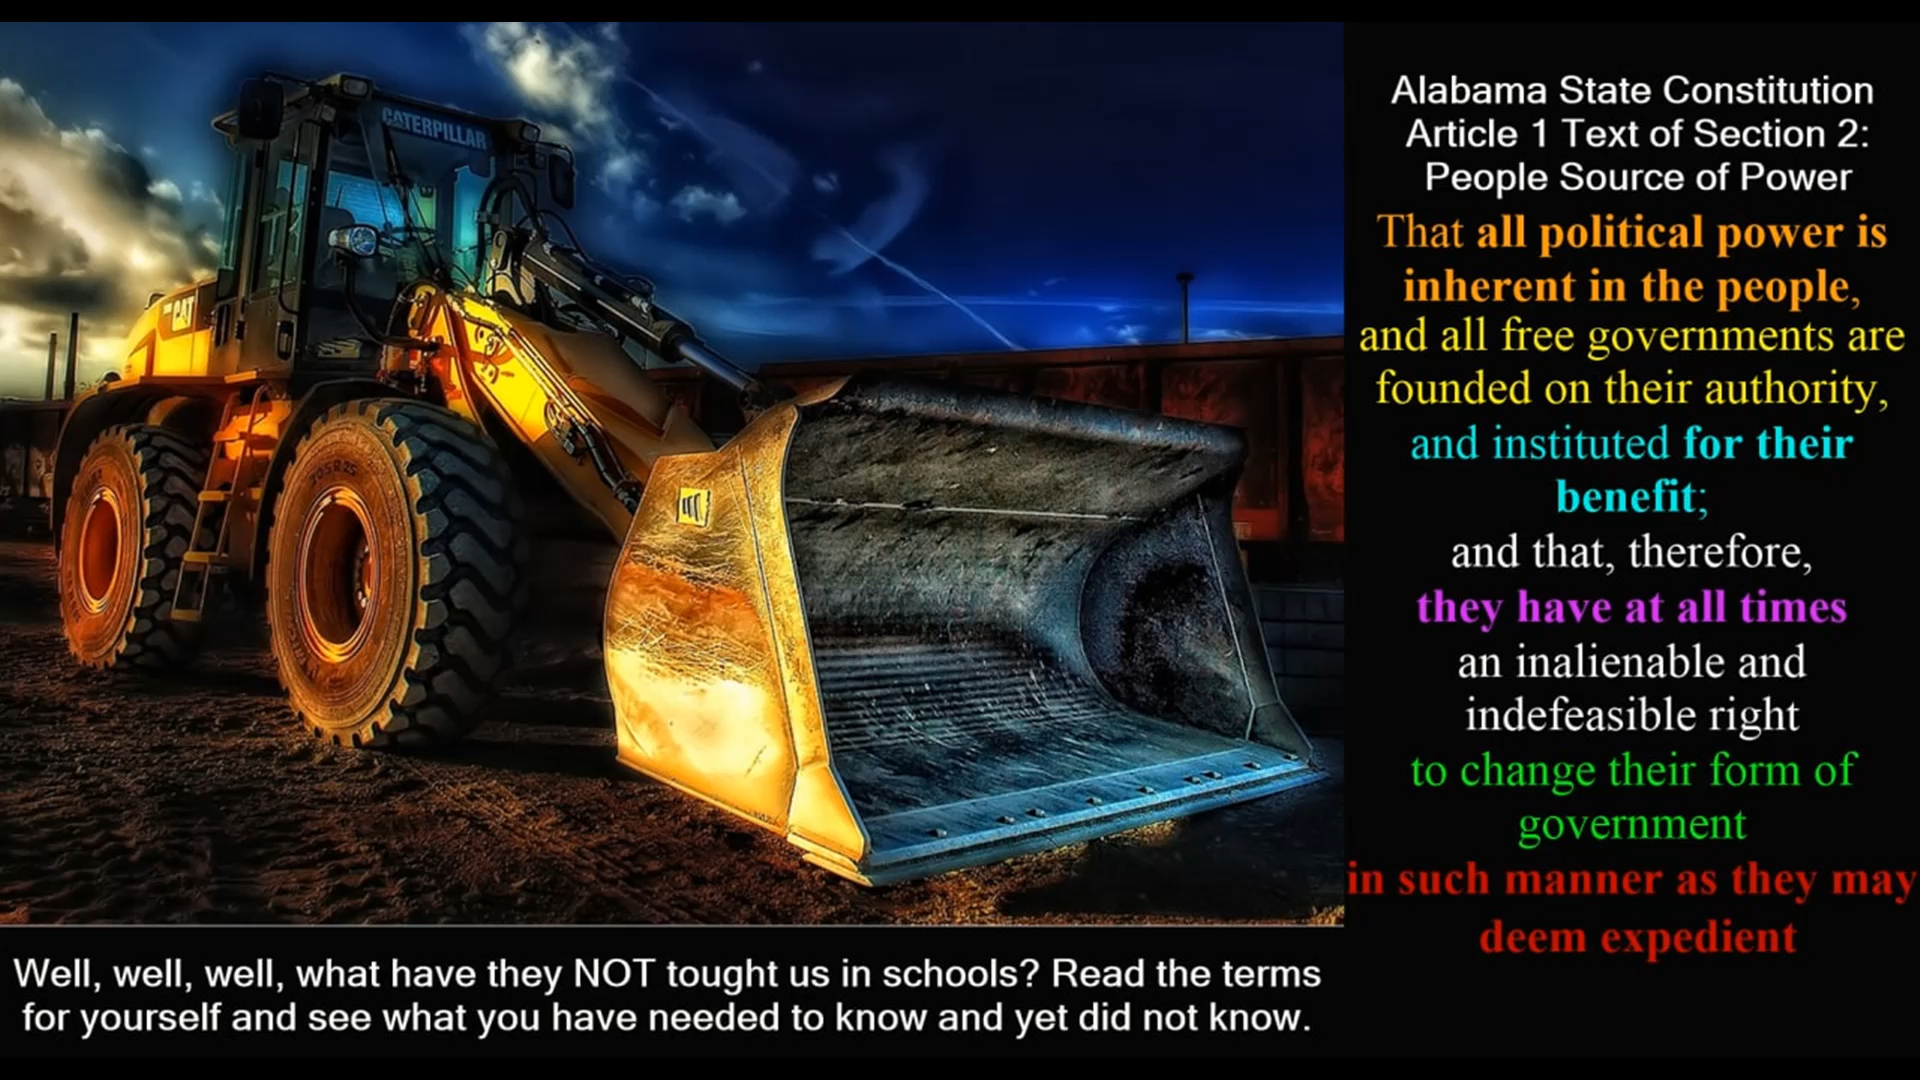 CATERPILLAR
CAT
Alabama State Constitution
Article 1 Text of Section 2:
People Source of Power
That all political power is
inherent in the people,
and all free governments are
founded on their authority,
and instituted for their
benefit;
and that, therefore,
they have at all times
an inalienable and
indefeasible right
to change their form of
government
in such manner as they may
deem expedient
Well, well, well, what have they NOT tought us in schools? Read the terms
for yourself and see what you have needed to know and yet did not know.